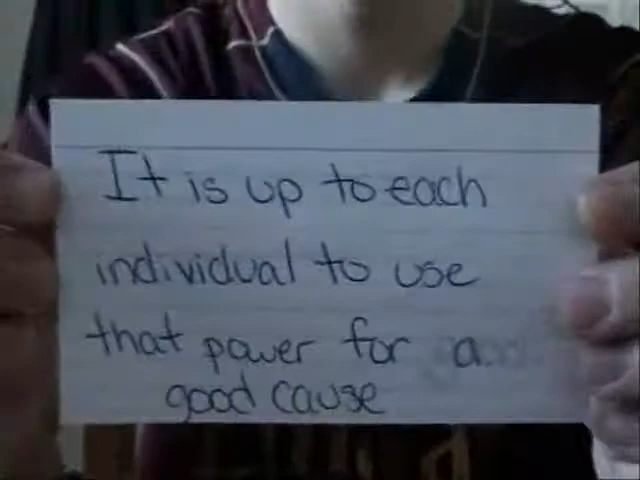 It is up to each
individual to use
that power for a
good cause